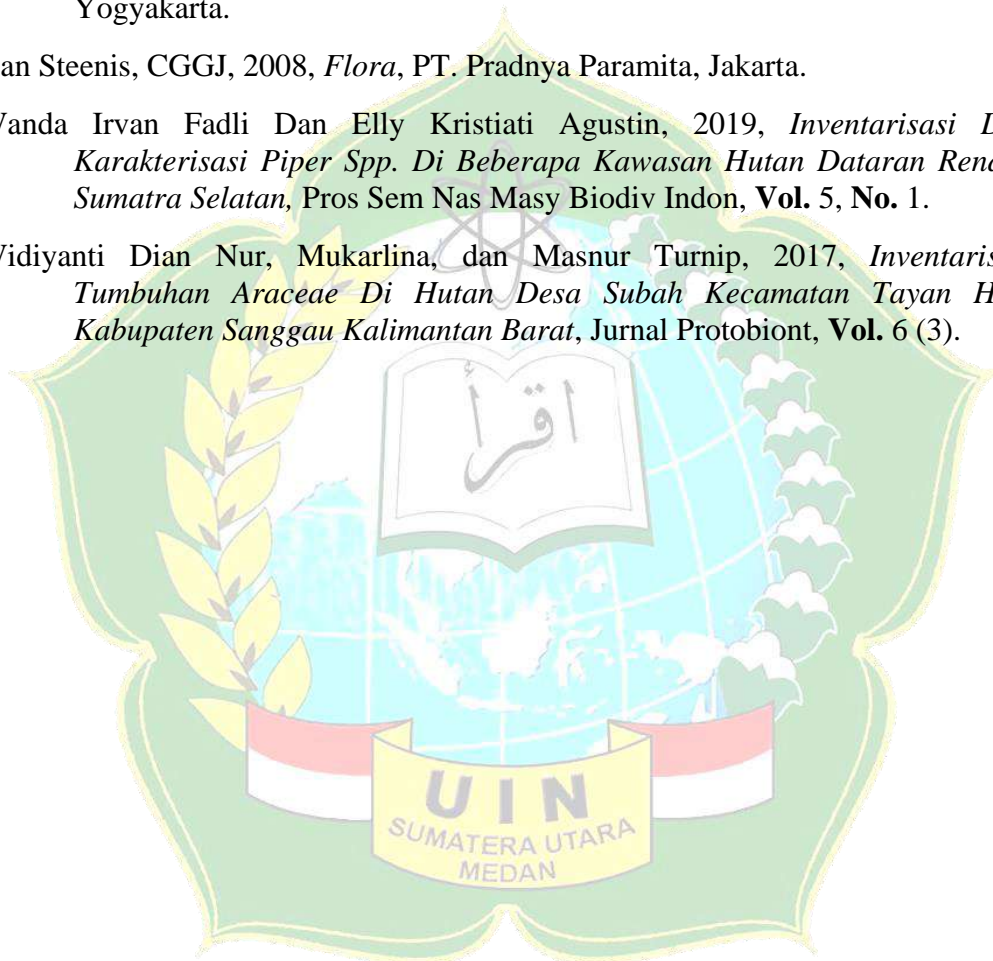 Yogyakarta.
an Steenis, CGGJ, 2008, Flora, PT. Pradnya Paramita, Jakarta.
Wanda Irvan Fadli Dan Elly Kristiati Agustin, 2019, Inventarisasi D
Karakterisasi Piper Spp. Di Beberapa Kawasan Hutan Dataran Rend
Sumatra Selatan, Pros Sem Nas Masy Biodiv Indon, Vol. 5, No. 1.
Widiyanti Dian Nur, Mukarlina, dan Masnur Turnip, 2017, Inventaris
Tumbuhan Araceae Di Hutan Desa Subah Kecamatan Tayan H
Kabupaten Sanggau Kalimantan Barat, Jurnal Protobiont, Vol. 6 (3).
اقرأ
UIN
SUMATERA UTARA
MEDAN